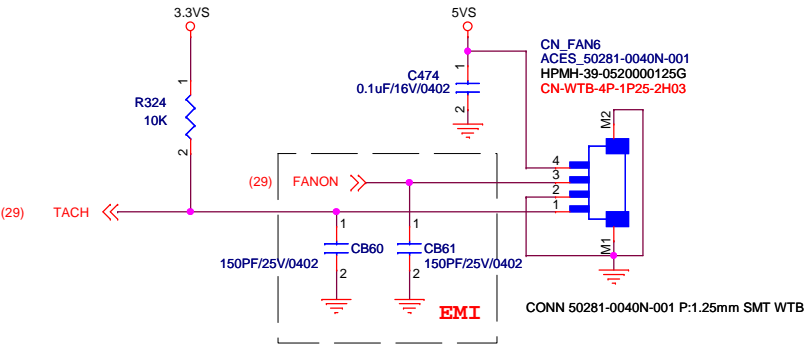 3.3VS
5VS
CN_FAN6
ACES_50281-0040N-001
HPMH-39-0520000125G
CN-WTB-4P-1P25-2H03
C474
0.1uF/16V/0402
1
2
R324
10K
1
2
M2
4
3
2
1
M1
(29) FANON
(29) TACH
1
CB60
150PF/25V/0402
2
1
CB61
150PF/25V/0402
2
EMI
CONN 50281-0040N-001 P:1.25mm SMT WTB